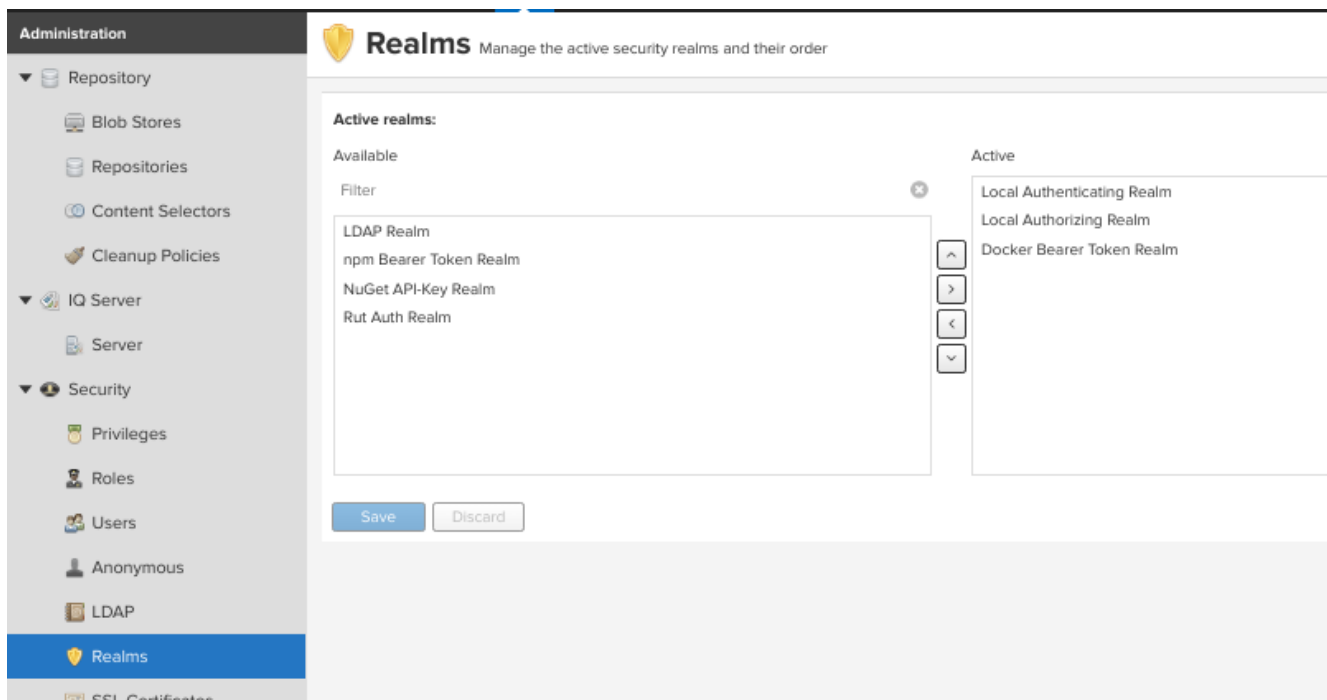 Administration
Repository
Blob Stores
Repositories
Content Selectors
Cleanup Policies
IQ Server
Server
Security
Privileges
Roles
Users
Anonymous
LDAP
Realms
SSL Certificates
Realms Manage the active security realms and their order
Active realms:
Available
Filter
LDAP Realm
npm Bearer Token Realm
NuGet API-Key Realm
Rut Auth Realm
Active
Local Authenticating Realm
Local Authorizing Realm
Docker Bearer Token Realm
Save Discard